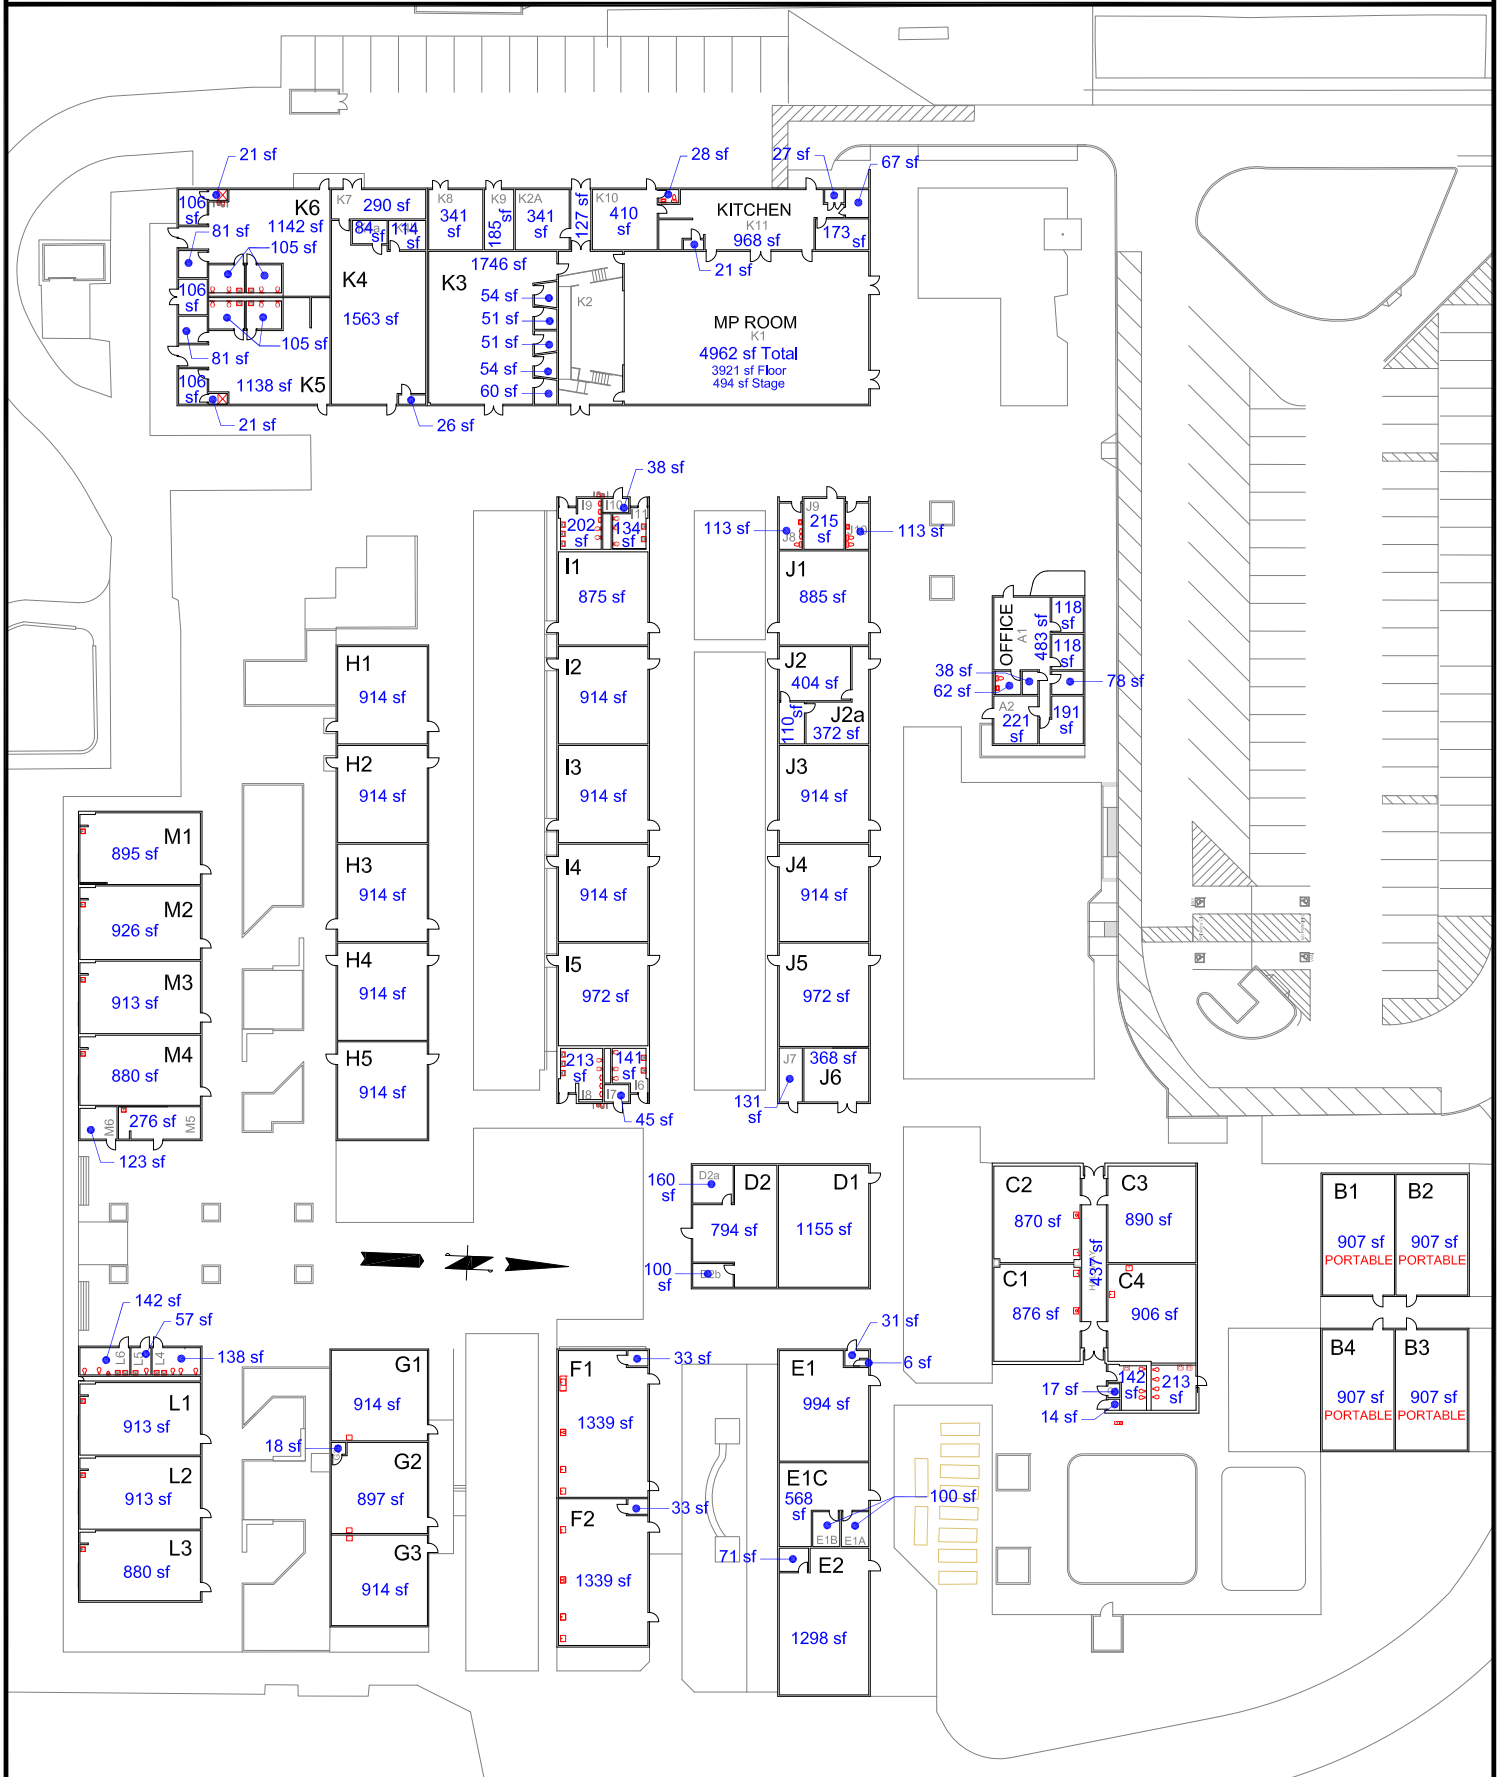 21 sf
28 sf
27 sf
67 sf
106
sf
K6
1142 sf
K7
290 sf
84
sf
114
sf
K8
341
sf
K9
185
sf
K2A
341
sf
127 sf
K10
410
sf
KITCHEN
K11
968 sf
173
sf
21 sf
81 sf
105 sf
106
sf
81 sf
105 sf
106
sf
1138 sf
K5
21 sf
K4
1563 sf
26 sf
1746 sf
K3
54 sf
51 sf
51 sf
54 sf
60 sf
K2
MP ROOM
K1
4962 sf Total
3921 sf Floor
494 sf Stage
38 sf
I9
I10
I11
202
sf
134
sf
I1
875 sf
I2
914 sf
I3
914 sf
I4
914 sf
I5
972 sf
213
sf
141
sf
I8
I7
I6
45 sf
113 sf
J8
J9
215
sf
J10
113 sf
J1
885 sf
J2
404 sf
110
sf
J2a
372 sf
J3
914 sf
J4
914 sf
J5
972 sf
J7
368 sf
J6
131
sf
OFFICE
A1
483 sf
118
sf
118
sf
38 sf
62 sf
78 sf
A2
221
sf
191
sf
H1
914 sf
H2
914 sf
H3
914 sf
H4
914 sf
H5
914 sf
M1
895 sf
M2
926 sf
M3
913 sf
M4
880 sf
M6
276 sf
M5
123 sf
160
sf
D2a
D2
794 sf
100
sf
D2b
D1
1155 sf
C2
870 sf
C3
890 sf
437 sf
C1
876 sf
C4
906 sf
17 sf
14 sf
142
sf
213
sf
B1
907 sf
PORTABLE
B2
907 sf
PORTABLE
B4
907 sf
PORTABLE
B3
907 sf
PORTABLE
142 sf
57 sf
138 sf
L6
L5
L4
L1
913 sf
L2
913 sf
L3
880 sf
G1
914 sf
18 sf
G2
897 sf
G3
914 sf
F1
33 sf
1339 sf
F2
33 sf
1339 sf
E1
31 sf
6 sf
994 sf
E1C
568
sf
100 sf
E1B
E1A
71 sf
E2
1298 sf